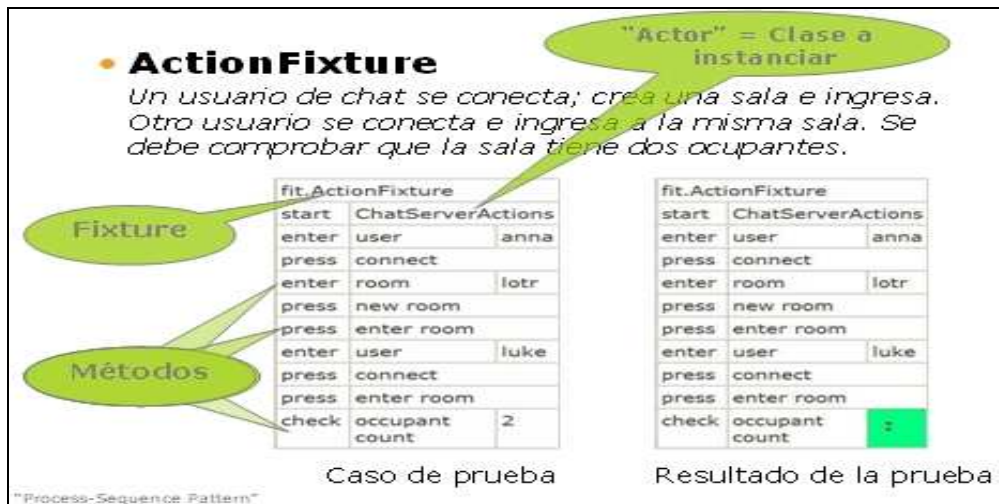 "Actor" = Clase a
instanciar
• ActionFixture
Un usuario de chat se conecta; crea una sala e ingresa.
Otro usuario se conecta e ingresa a la misma sala. Se
debe comprobar que la sala tiene dos ocupantes.
Fixture
Métodos
fit.ActionFixture
start ChatServerActions
enter user anna
press connect
enter room lotr
press new room
press enter room
enter user luke
press connect
press enter room
check occupant 2
count
Caso de prueba
fit.ActionFixture
start ChatServerActions
enter user anna
press connect
enter room lotr
press new room
press enter room
enter user luke
press connect
press enter room
check occupant
count
Resultado de la prueba
"Process-Sequence Pattern"